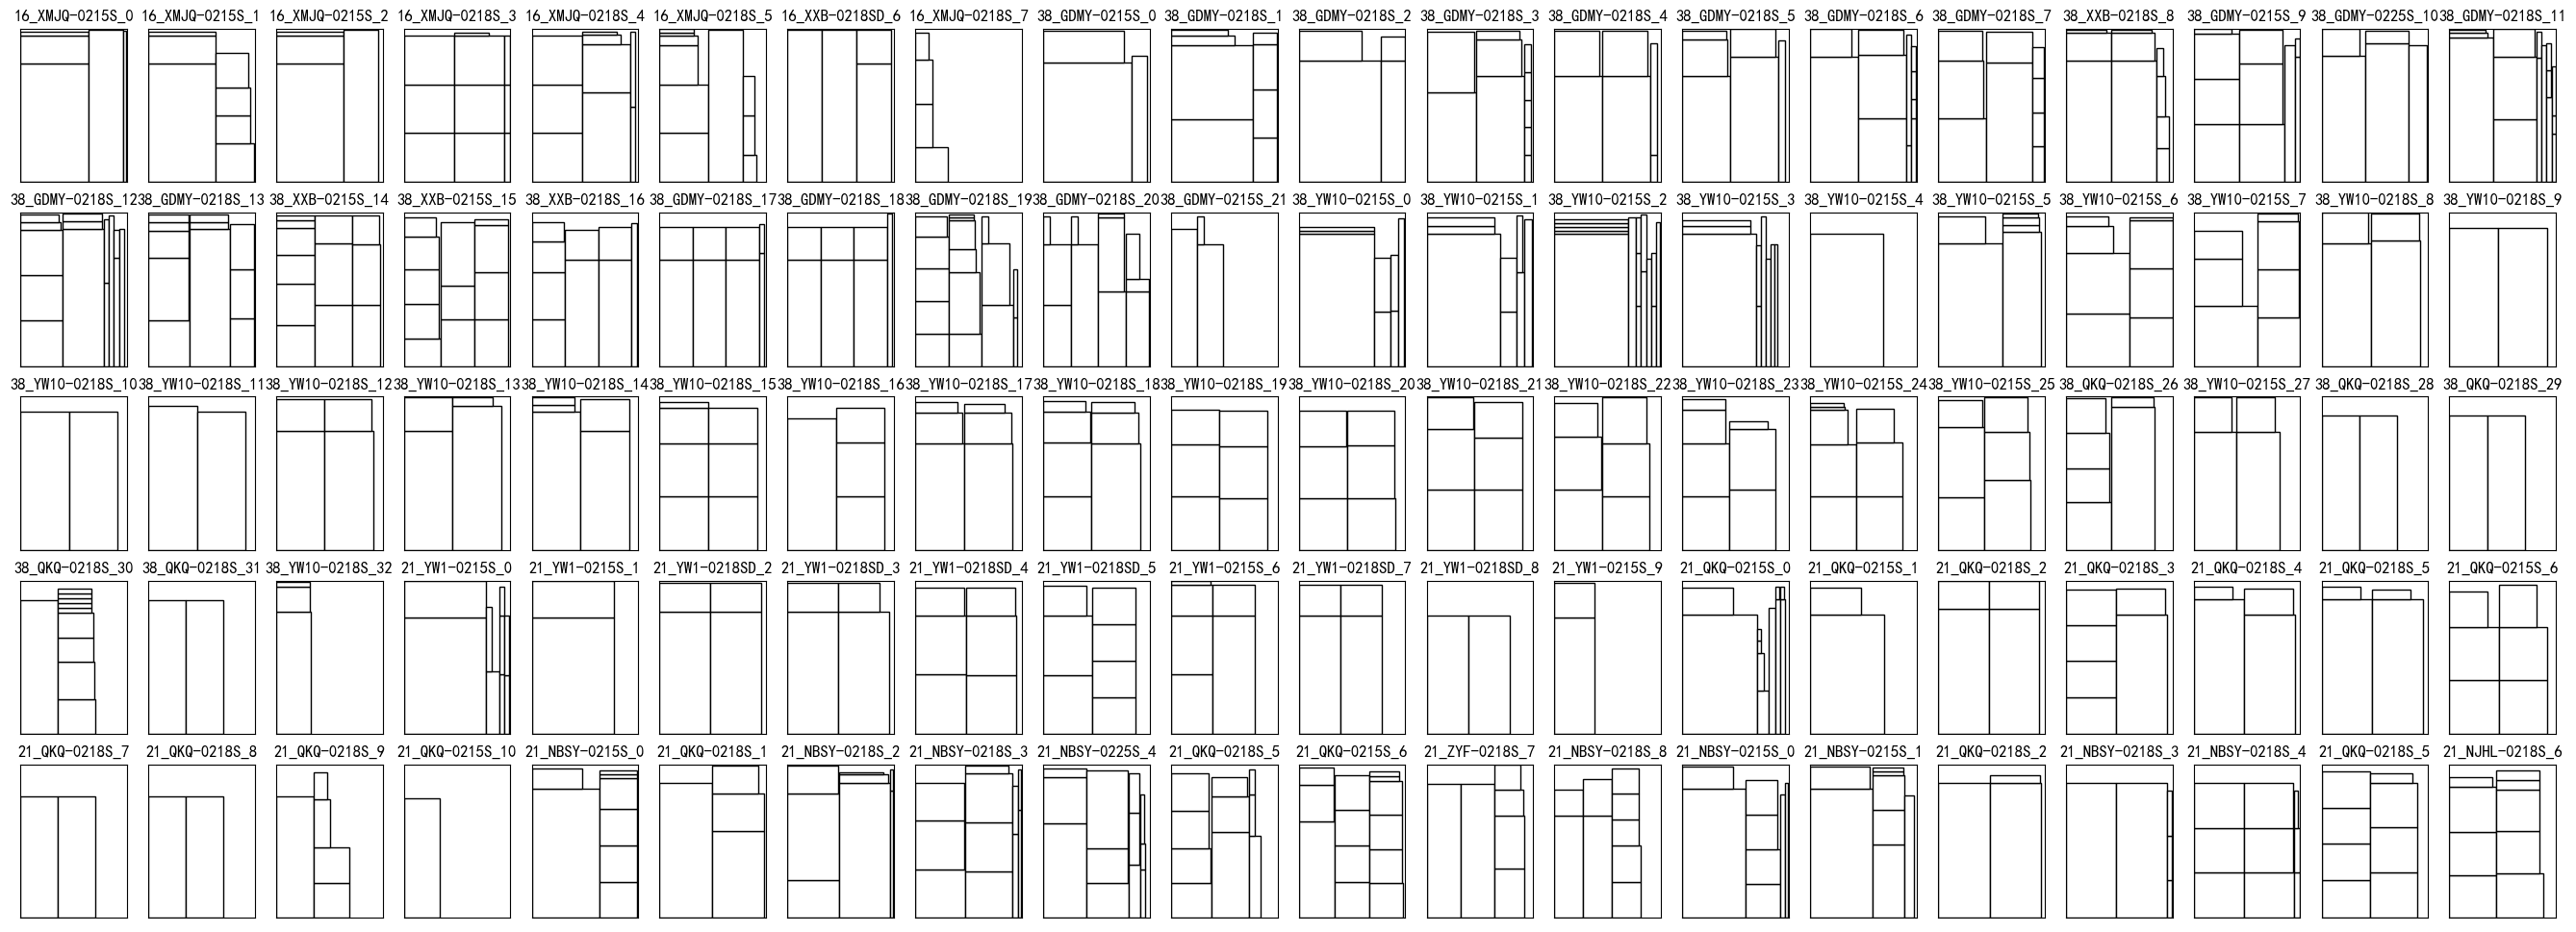 16_XMJQ-0215S_0 16_XMJQ-0215S_1 16_XMJQ-0215S_2 16_XMJQ-0218S_3 16_XMJQ-0218S_4 16_XMJQ-0218S_5 16_XXB-0218SD_6 16_XMJQ-0218S_7 38_GDMY-0215S_0 38_GDMY-0218S_1 38_GDMY-0218S_2 38_GDMY-0218S_3 38_GDMY-0218S_4 38_GDMY-0218S_5 38_GDMY-0218S_6 38_GDMY-0218S_7 38_XXB-0218S_8 38_GDMY-0215S_9 38_GDMY-0225S_10 38_GDMY-0218S_11
38_GDMY-0218S_12 38_GDMY-0218S_13 38_XXB-0215S_14 38_XXB-0215S_15 38_XXB-0218S_16 38_GDMY-0218S_17 38_GDMY-0218S_18 38_GDMY-0218S_19 38_GDMY-0218S_20 38_GDMY-0215S_21 38_YW10-0215S_0 38_YW10-0215S_1 38_YW10-0215S_2 38_YW10-0215S_3 38_YW10-0215S_4 38_YW10-0215S_5 38_YW10-0215S_6 38_YW10-0215S_7 38_YW10-0218S_8 38_YW10-0218S_9
38_YW10-0218S_10 38_YW10-0218S_11 38_YW10-0218S_12 38_YW10-0218S_13 38_YW10-0218S_14 38_YW10-0218S_15 38_YW10-0218S_16 38_YW10-0218S_17 38_YW10-0218S_18 38_YW10-0218S_19 38_YW10-0218S_20 38_YW10-0218S_21 38_YW10-0218S_22 38_YW10-0218S_23 38_YW10-0215S_24 38_YW10-0218S_25 38_QKQ-0218S_26 38_YW10-0215S_27 38_QKQ-0218S_28 38_QKQ-0218S_29
38_QKQ-0218S_30 38_QKQ-0218S_31 38_YW10-0218S_32 21_YW1-0215S_0 21_YW1-0215S_1 21_YW1-0218SD_2 21_YW1-0218SD_3 21_YW1-0218SD_4 21_YW1-0218SD_5 21_YW1-0215S_6 21_YW1-0218SD_7 21_YW1-0218SD_8 21_YW1-0215S_9 21_QKQ-0215S_0 21_QKQ-0215S_1 21_QKQ-0218S_2 21_QKQ-0218S_3 21_QKQ-0218S_4 21_QKQ-0218S_5 21_QKQ-0215S_6
21_QKQ-0218S_7 21_QKQ-0218S_8 21_QKQ-0218S_9 21_QKQ-0215S_10 21_NBSY-0215S_0 21_QKQ-0218S_1 21_NBSY-0218S_2 21_NBSY-0218S_3 21_NBSY-0225S_4 21_QKQ-0218S_5 21_QKQ-0215S_6 21_ZYF-0218S_7 21_NBSY-0218S_8 21_NBSY-0215S_0 21_NBSY-0215S_1 21_QKQ-0218S_2 21_NBSY-0218S_3 21_NBSY-0218S_4 21_QKQ-0218S_5 21_NJHL-0218S_6